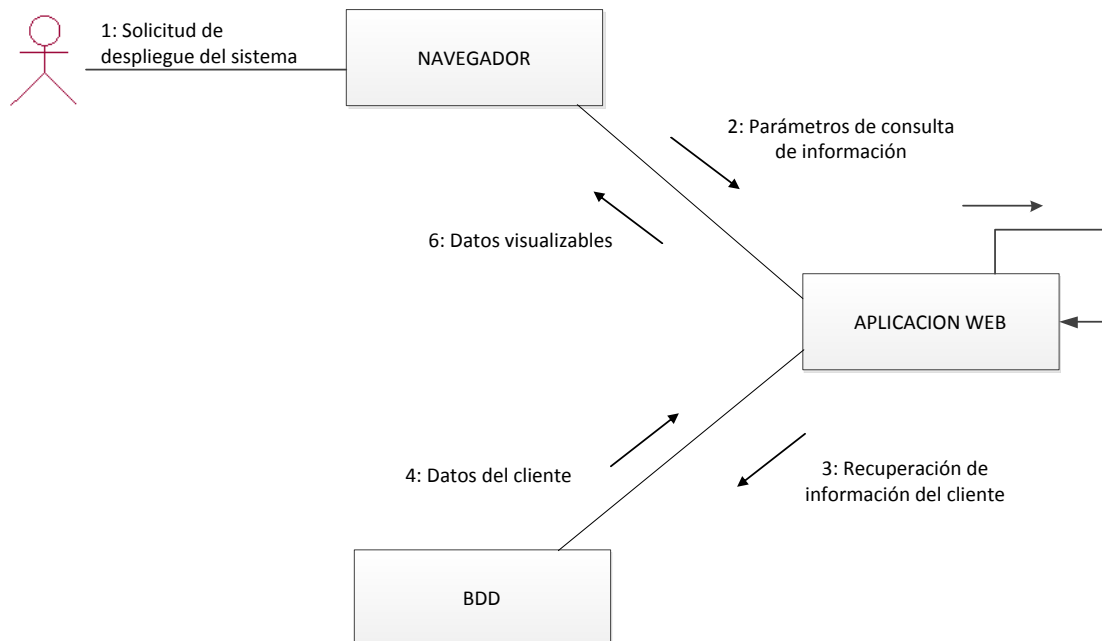 1: Solicitud de
despliegue del sistema
NAVEGADOR
2: Parámetros de consulta
de información
6: Datos visualizables
APLICACION WEB
4: Datos del cliente
3: Recuperación de
información del cliente
BDD